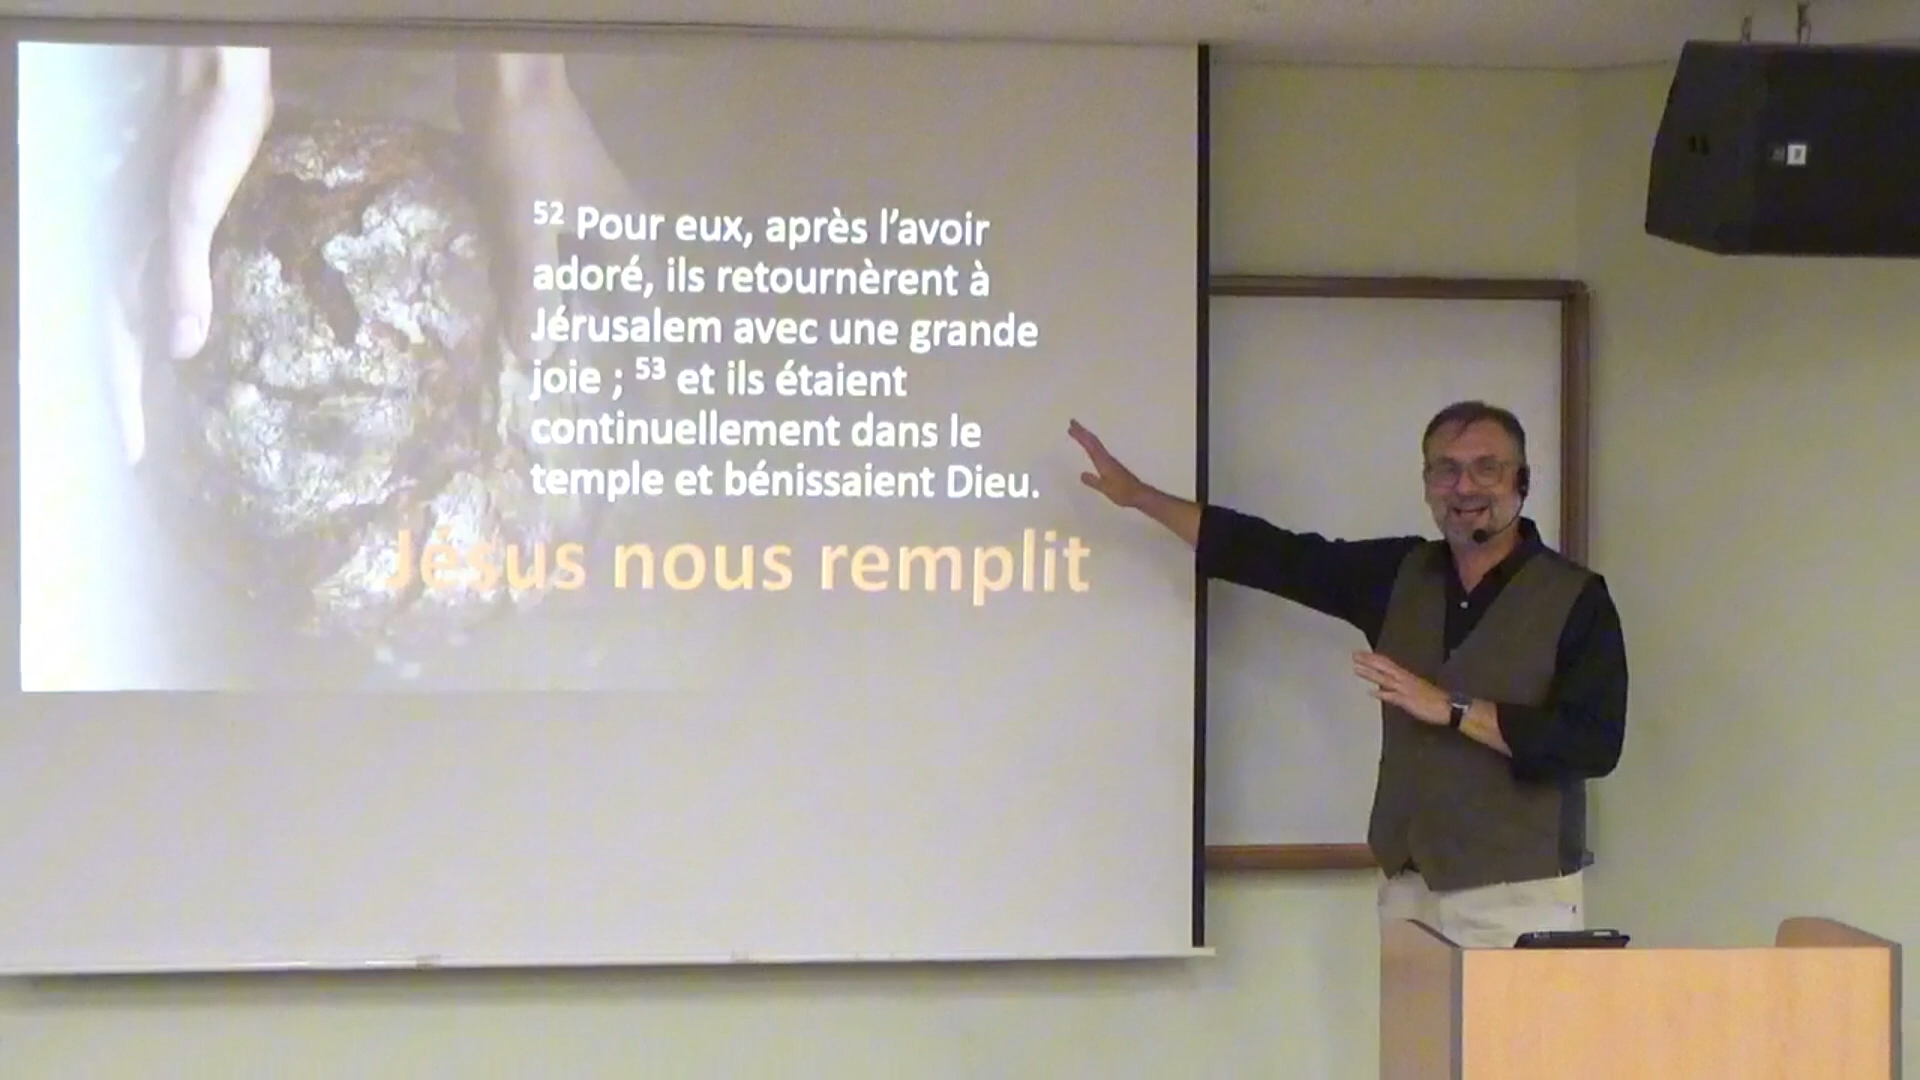 52 Pour eux, après l’avoir
adoré, ils retournèrent à
Jérusalem avec une grande
joie ; 53 et ils étaient
continuellement dans le
temple et bénissaient Dieu.
Jésus nous remplit